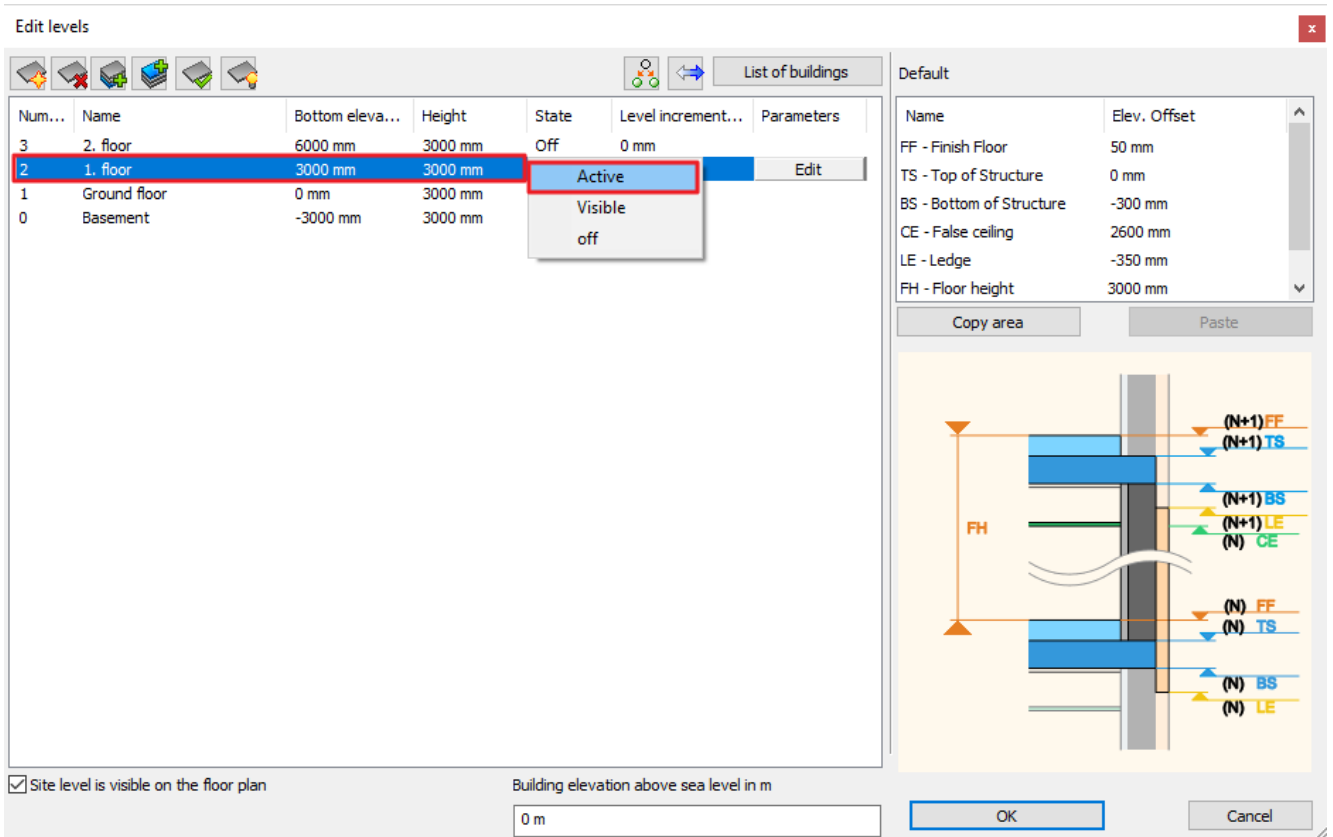 Edit levels
x
List of buildings
Default
Num... Name Bottom eleva... Height State Level increment... Parameters
3 2. floor 6000 mm 3000 mm Off 0 mm
2 1. floor 3000 mm 3000 mm Edit
1 Ground floor 0 mm 3000 mm
0 Basement -3000 mm 3000 mm
Active
Visible
off
Name Elev. Offset
FF - Finish Floor 50 mm
TS - Top of Structure 0 mm
BS - Bottom of Structure -300 mm
CE - False ceiling 2600 mm
LE - Ledge -350 mm
FH - Floor height 3000 mm
Copy area Paste
(N+1) FF
(N+1) TS
(N+1) BS
(N+1) LE
(N) CE
FH
(N) FF
(N) TS
(N) BS
(N) LE
Site level is visible on the floor plan
Building elevation above sea level in m
0 m
OK Cancel